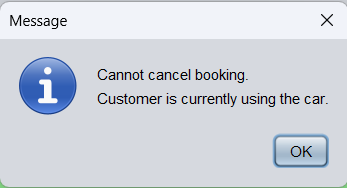 Message
Cannot cancel booking.
Customer is currently using the car.
OK